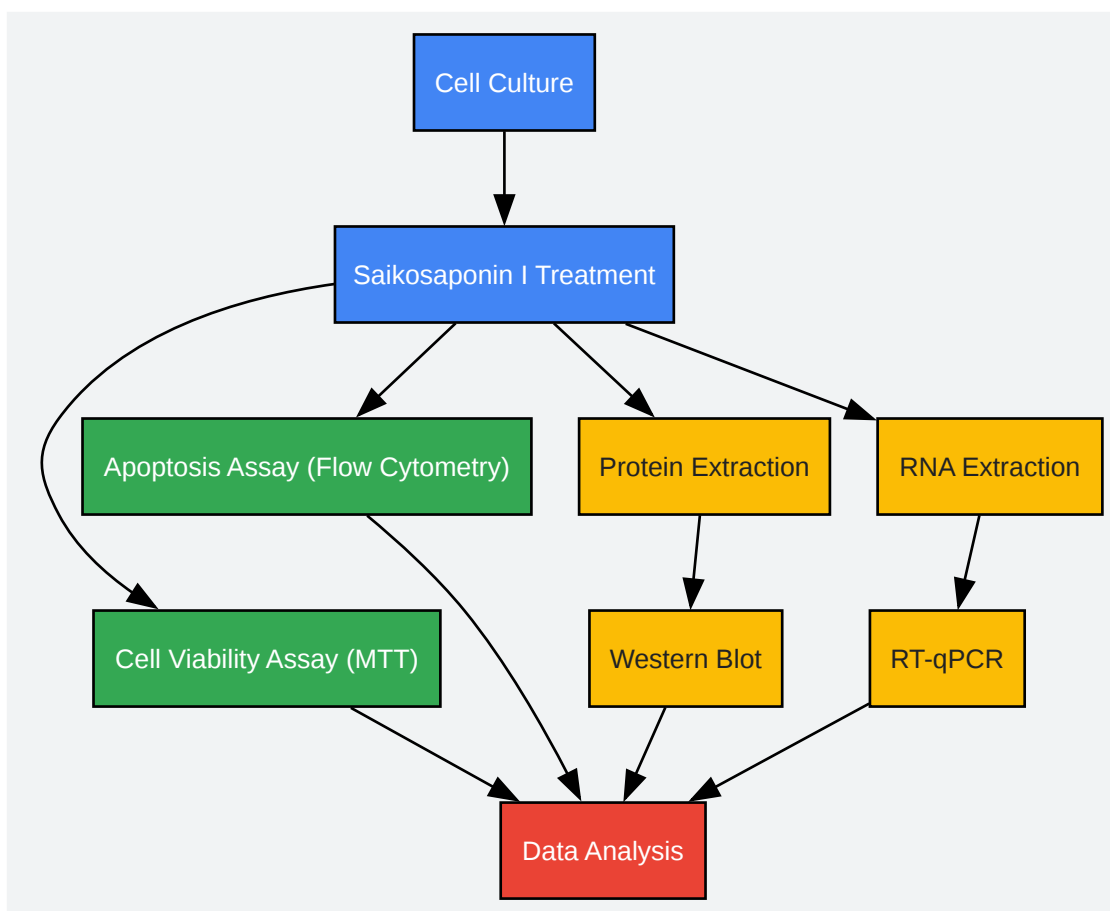 Cell Culture
Saikosaponin I Treatment
Apoptosis Assay (Flow Cytometry)
Protein Extraction
RNA Extraction
Cell Viability Assay (MTT)
Western Blot
RT-qPCR
Data Analysis